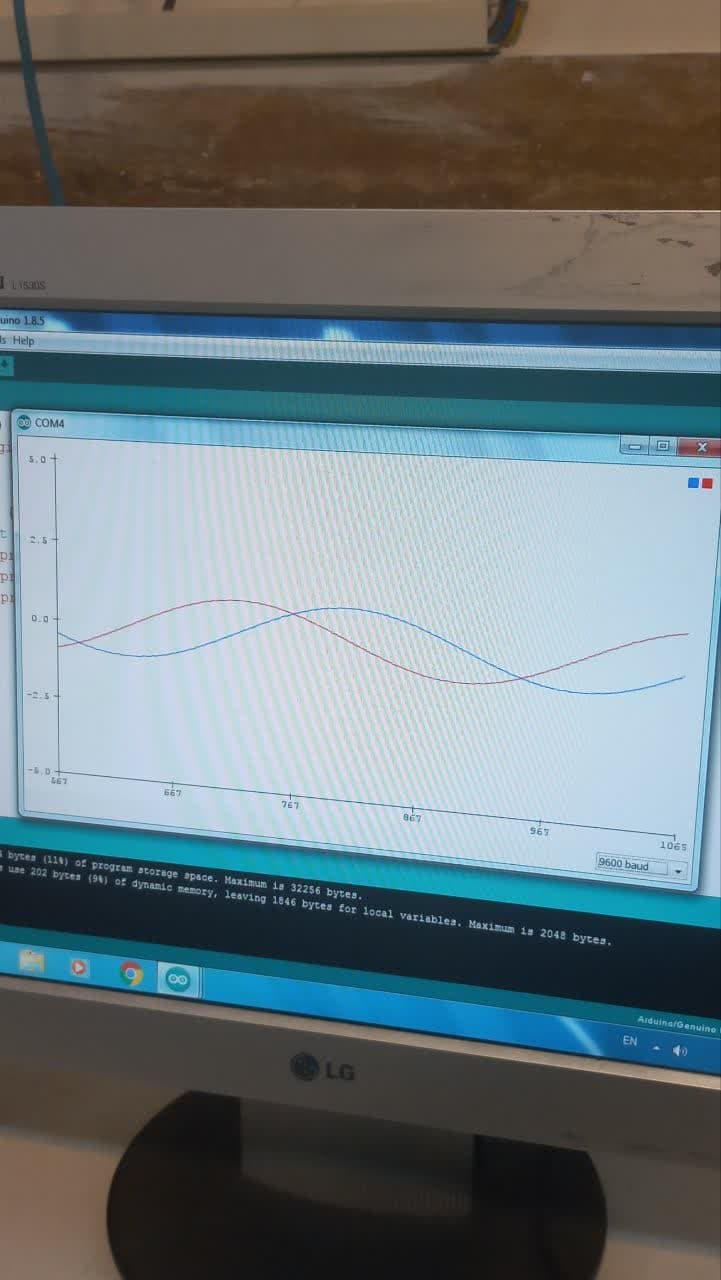 L1530S
uino 1.8.5
ls Help
COM4
5.0
2.5
0.0
-2.5
-5.0
567
667
767
867
967
1065
9600 baud
bytes (11%) of program storage space. Maximum is 32256 bytes.
use 202 bytes (9%) of dynamic memory, leaving 1846 bytes for local variables. Maximum is 2048 bytes.
Arduino/Genuino
EN
LG